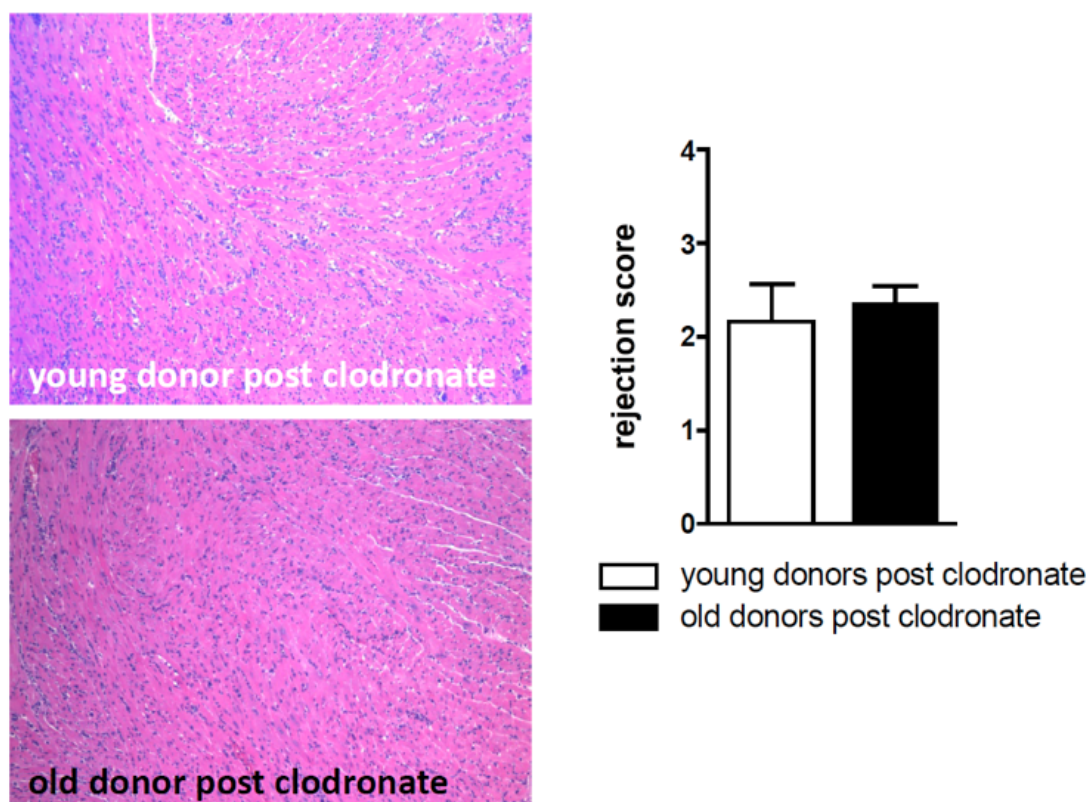 young donor post clodronate
old donor post clodronate
rejection score
4
3
2
1
0
young donors post clodronate
old donors post clodronate